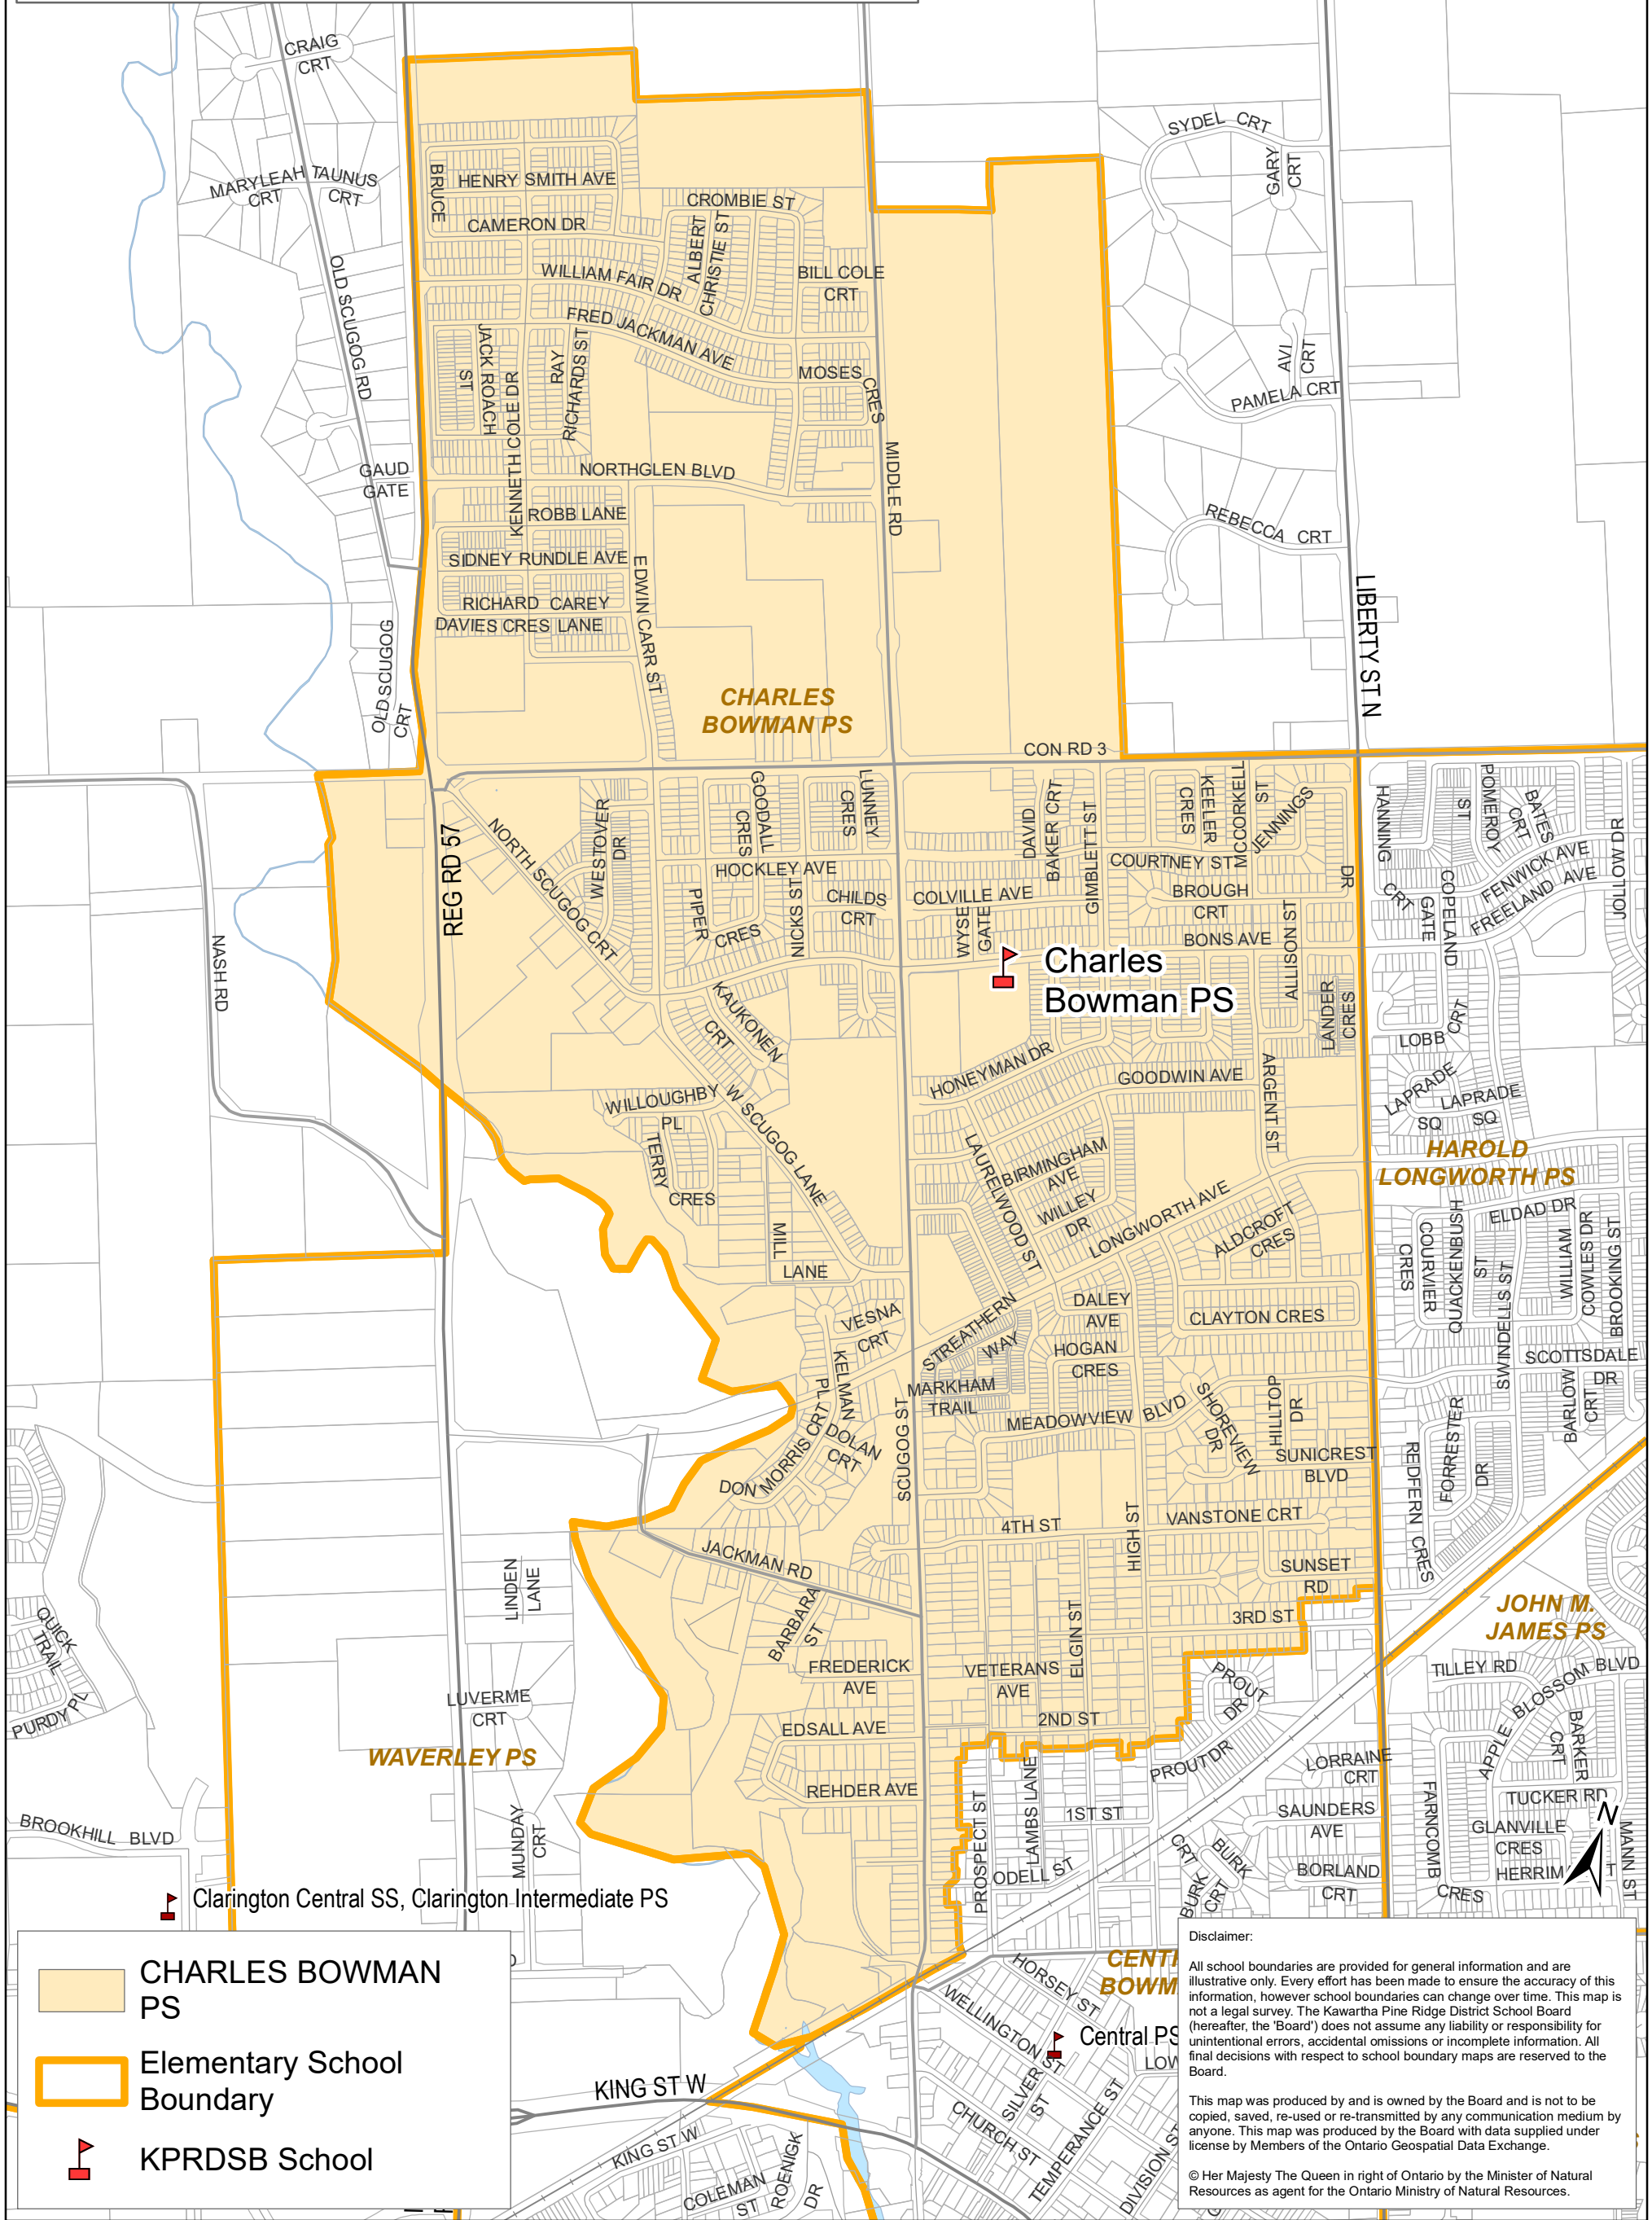 CRAIG
CRT
MARYLEAH
CRT
TAUNUS
CRT
OLD SCUGOG RD
BRUCE
HENRY SMITH AVE
CAMERON DR
CROMBIE ST
ALBERT
CHRISTIE ST
WILLIAM FAIR DR
BILL COLE
CRT
FRED JACKMAN AVE
JACK ROACH
ST
KENNETH COLE DR
RAY
RICHARDS ST
MOSES
CRES
SYDEL CRT
GARY
CRT
AVI
CRT
PAMELA CRT
GAUD
GATE
NORTHGLEN BLVD
MIDDLE RD
ROBB LANE
SIDNEY RUNDLE AVE
REBECCA CRT
RICHARD
DAVIES CRES
CAREY
LANE
EDWIN CARR ST
OLD SCUGOG
CRT
LIBERTY ST N
CHARLES
BOWMAN PS
CON RD 3
REG RD 57
NASH RD
NORTH SCUGOG CRT
WESTOVER
DR
GOODALL
CRES
LUNNEY
CRES
HOCKLEY AVE
PIPER
CRES
NICKS ST
CHILDS
CRT
DAVID
BAKER CRT
GIMBLETT ST
KEELER
CRES
MCCORKELL
ST
JENNINGS
DR
COURTNEY ST
COLVILLE AVE
BROUGH
CRT
WYSE
GATE
BONS AVE
ALLISON ST
LANDER
CRES
HANNING
CRT
POMEROY
ST
BATES
CRT
FENWICK AVE
FREELAND AVE
JOLLOW DR
COPELAND
GATE
Charles
Bowman PS
KAUKONEN
CRT
LOBB
CRT
HONEYMAN DR
GOODWIN AVE
ARGENT ST
LAPRADE
SQ
LAPRADE
SQ
WILLOUGHBY
PL
W SCUGOG LANE
TERRY
CRES
LAURELWOOD ST
BIRMINGHAM
AVE
WILLEY
DR
HAROLD
LONGWORTH PS
LONGWORTH AVE
ALDCROFT
CRES
ELDAD DR
COURVIER
CRES
QUACKENBUSH
ST
WILLIAM
COWLES DR
BROOKING ST
SWINDELLS ST
MILL
LANE
VESNA
CRT
KELMAN
PL
STREATHERN
WAY
DALEY
AVE
CLAYTON CRES
HOGAN
CRES
MARKHAM
TRAIL
MEADOWVIEW BLVD
SHOREVIEW
DR
HILLTOP
DR
SCOTTSDALE
DR
BARLOW
CRT
FORRESTER
DR
REDFERN CRES
SUNICREST
BLVD
DON MORRIS CRT
DOLAN
CRT
SCUGOG ST
4TH ST
HIGH ST
VANSTONE CRT
JACKMAN RD
SUNSET
RD
LINDEN
LANE
BARBARA
ST
ELGIN ST
3RD ST
JOHN M.
JAMES PS
QUICK
TRAIL
PURDY PL
FREDERICK
AVE
VETERANS
AVE
TILLEY RD
APPLE BLOSSOM BLVD
LUVERME
CRT
EDSALL AVE
2ND ST
PROUT
DR
PROUT DR
BARKER
CRT
WAVERLEY PS
LORRAINE
CRT
REHDER AVE
TUCKER RD
N
BROOKHILL BLVD
MUNDAY
CRT
PROSPECT ST
LAMBS LANE
1ST ST
SAUNDERS
AVE
FARNCOMB
CRES
GLANVILLE
CRES
MANN ST
ODELL ST
BURK
CRT
BURK
CRT
BORLAND
CRT
HERRIM
Clarington Central SS, Clarington Intermediate PS
HORSEY ST
WELLINGTON ST
Central PS
SILVER
ST
CHURCH ST
TEMPERANCE ST
DIVISION ST
KING ST W
KING ST W
COLEMAN
ST
ROENIGK
DR
CHARLES BOWMAN
PS
Elementary School
Boundary
KPRDSB School
Disclaimer:
All school boundaries are provided for general information and are
illustrative only. Every effort has been made to ensure the accuracy of this
information, however school boundaries can change over time. This map is
not a legal survey. The Kawartha Pine Ridge District School Board
(hereafter, the 'Board') does not assume any liability or responsibility for
unintentional errors, accidental omissions or incomplete information. All
final decisions with respect to school boundary maps are reserved to the
Board.
This map was produced by and is owned by the Board and is not to be
copied, saved, re-used or re-transmitted by any communication medium by
anyone. This map was produced by the Board with data supplied under
license by Members of the Ontario Geospatial Data Exchange.
© Her Majesty The Queen in right of Ontario by the Minister of Natural
Resources as agent for the Ontario Ministry of Natural Resources.